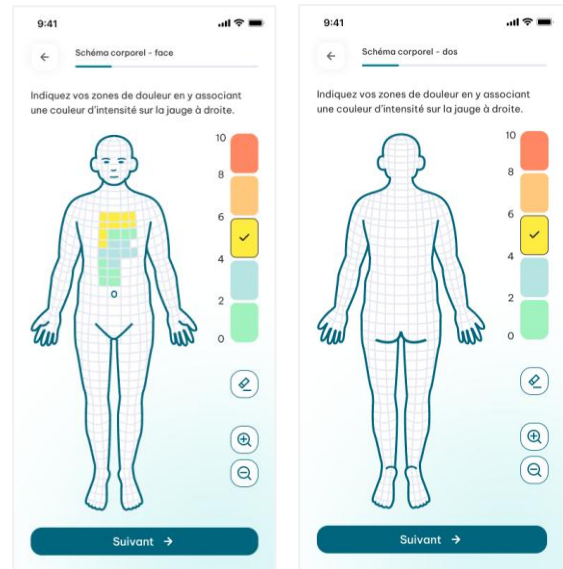 9:41
Schéma corporel - face
Indiquez vos zones de douleur en y associant
une couleur d'intensité sur la jauge à droite.
10
8
6
4
2
0
Suivant →
9:41
Schéma corporel - dos
Indiquez vos zones de douleur en y associant
une couleur d'intensité sur la jauge à droite.
10
8
6
4
2
0
Suivant →